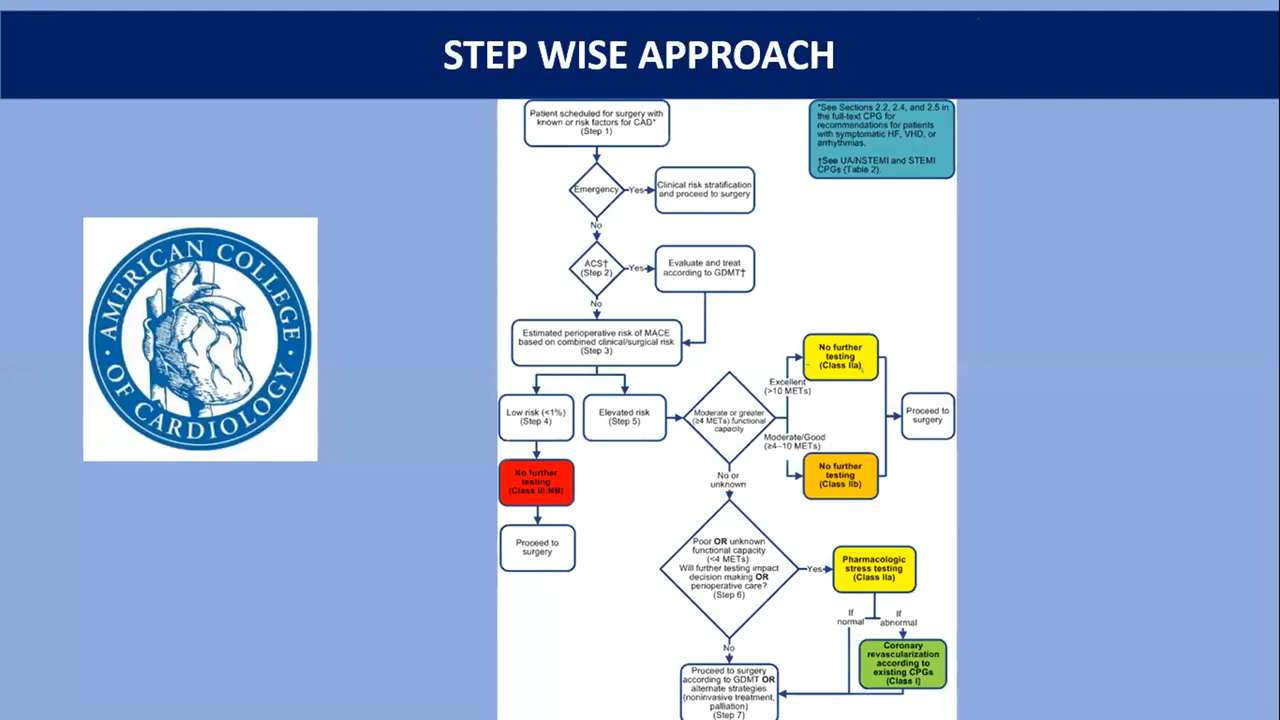 STEP WISE APPROACH
AMERICAN COLLEGE
· OF CARDIOLOGY ·
Patient scheduled for surgery with
known or risk factors for CAD*
(Step 1)
*See Sections 2.2, 2.4, and 2.5 in
the full-text CPG for
recommendations for patients
with symptomatic HF, VHD, or
arrhythmias.
†See UA/NSTEMI and STEMI
CPGs (Table 2).
Emergency
Yes
Clinical risk stratification
and proceed to surgery
No
ACS†
(Step 2)
Yes
Evaluate and treat
according to GDMT†
No
Estimated perioperative risk of MACE
based on combined clinical/surgical risk
(Step 3)
Low risk (<1%)
(Step 4)
Elevated risk
(Step 5)
Moderate or greater
(≥4 METs) functional
capacity
Excellent
(>10 METs)
No further
testing
(Class IIa)
Moderate/Good
(≥4–10 METs)
No further
testing
(Class IIb)
Proceed to
surgery
No further
testing
(Class III:NB)
Proceed to
surgery
No or
unknown
Poor OR unknown
functional capacity
(<4 METs):
Will further testing impact
decision making OR
perioperative care?
(Step 6)
Yes
Pharmacologic
stress testing
(Class IIa)
If
normal
If
abnormal
Coronary
revascularization
according to
existing CPGs
(Class I)
No
Proceed to surgery
according to GDMT OR
alternate strategies
(noninvasive treatment,
palliation)
(Step 7)